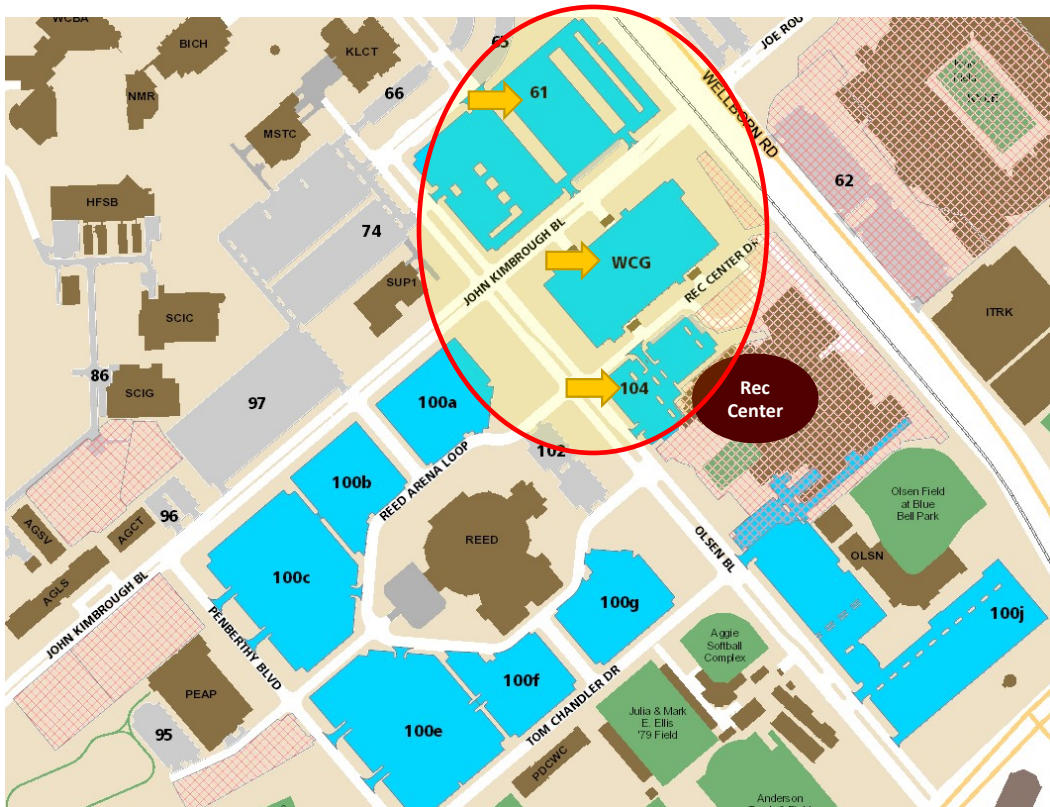 WCBA
BICH
KLCT
65
JOE ROU
NMR
66
61
WELLBORN RD
MSTC
62
HFSB
74
JOHN KIMBROUGH BL
WCG
REC CENTER DR
SUP1
SCIC
ITRK
86
SCIG
97
104
Rec
Center
100a
102
100b
REED ARENA LOOP
96
AGSV
AGCT
Olsen Field
at Blue
Bell Park
REED
OLSN
OLSEN BL
AGLS
100c
100g
100j
JOHN KIMBROUGH BL
PENBERTHY BLVD
Aggie
Softball
Complex
PEAP
100f
TOM CHANDLER DR
Julia & Mark
E. Ellis
'79 Field
95
100e
PDCWC
Anderson